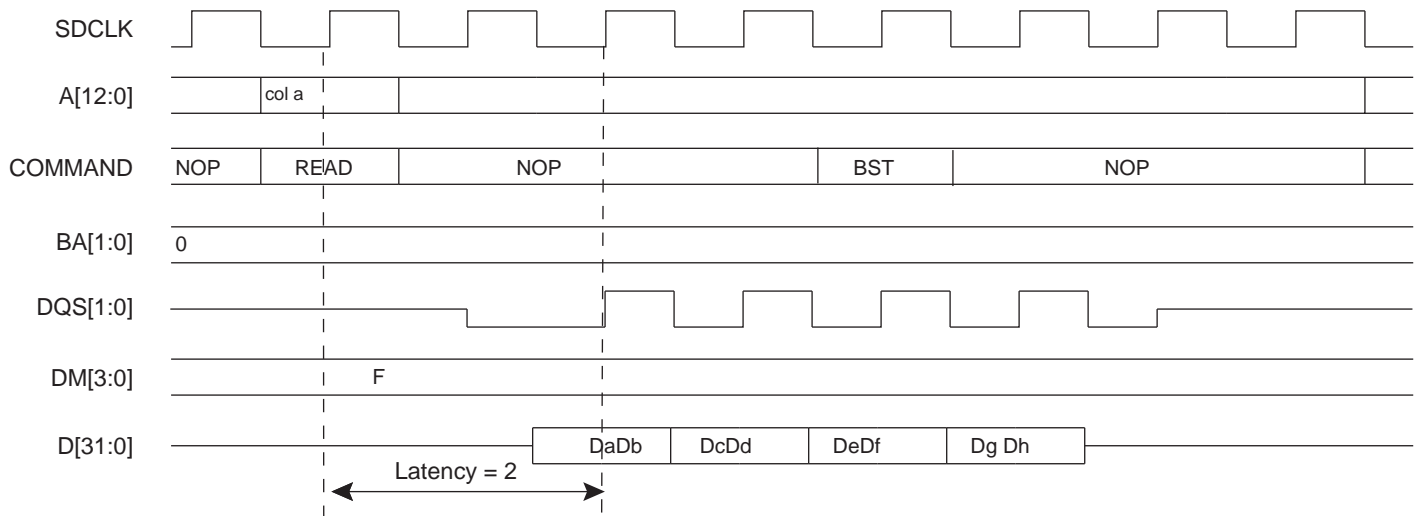 SDCLK
A[12:0] col a
COMMAND NOP READ NOP BST NOP
BA[1:0] 0
DQS[1:0]
DM[3:0] F
D[31:0] DaDb DcDd DeDf Dg Dh
Latency = 2